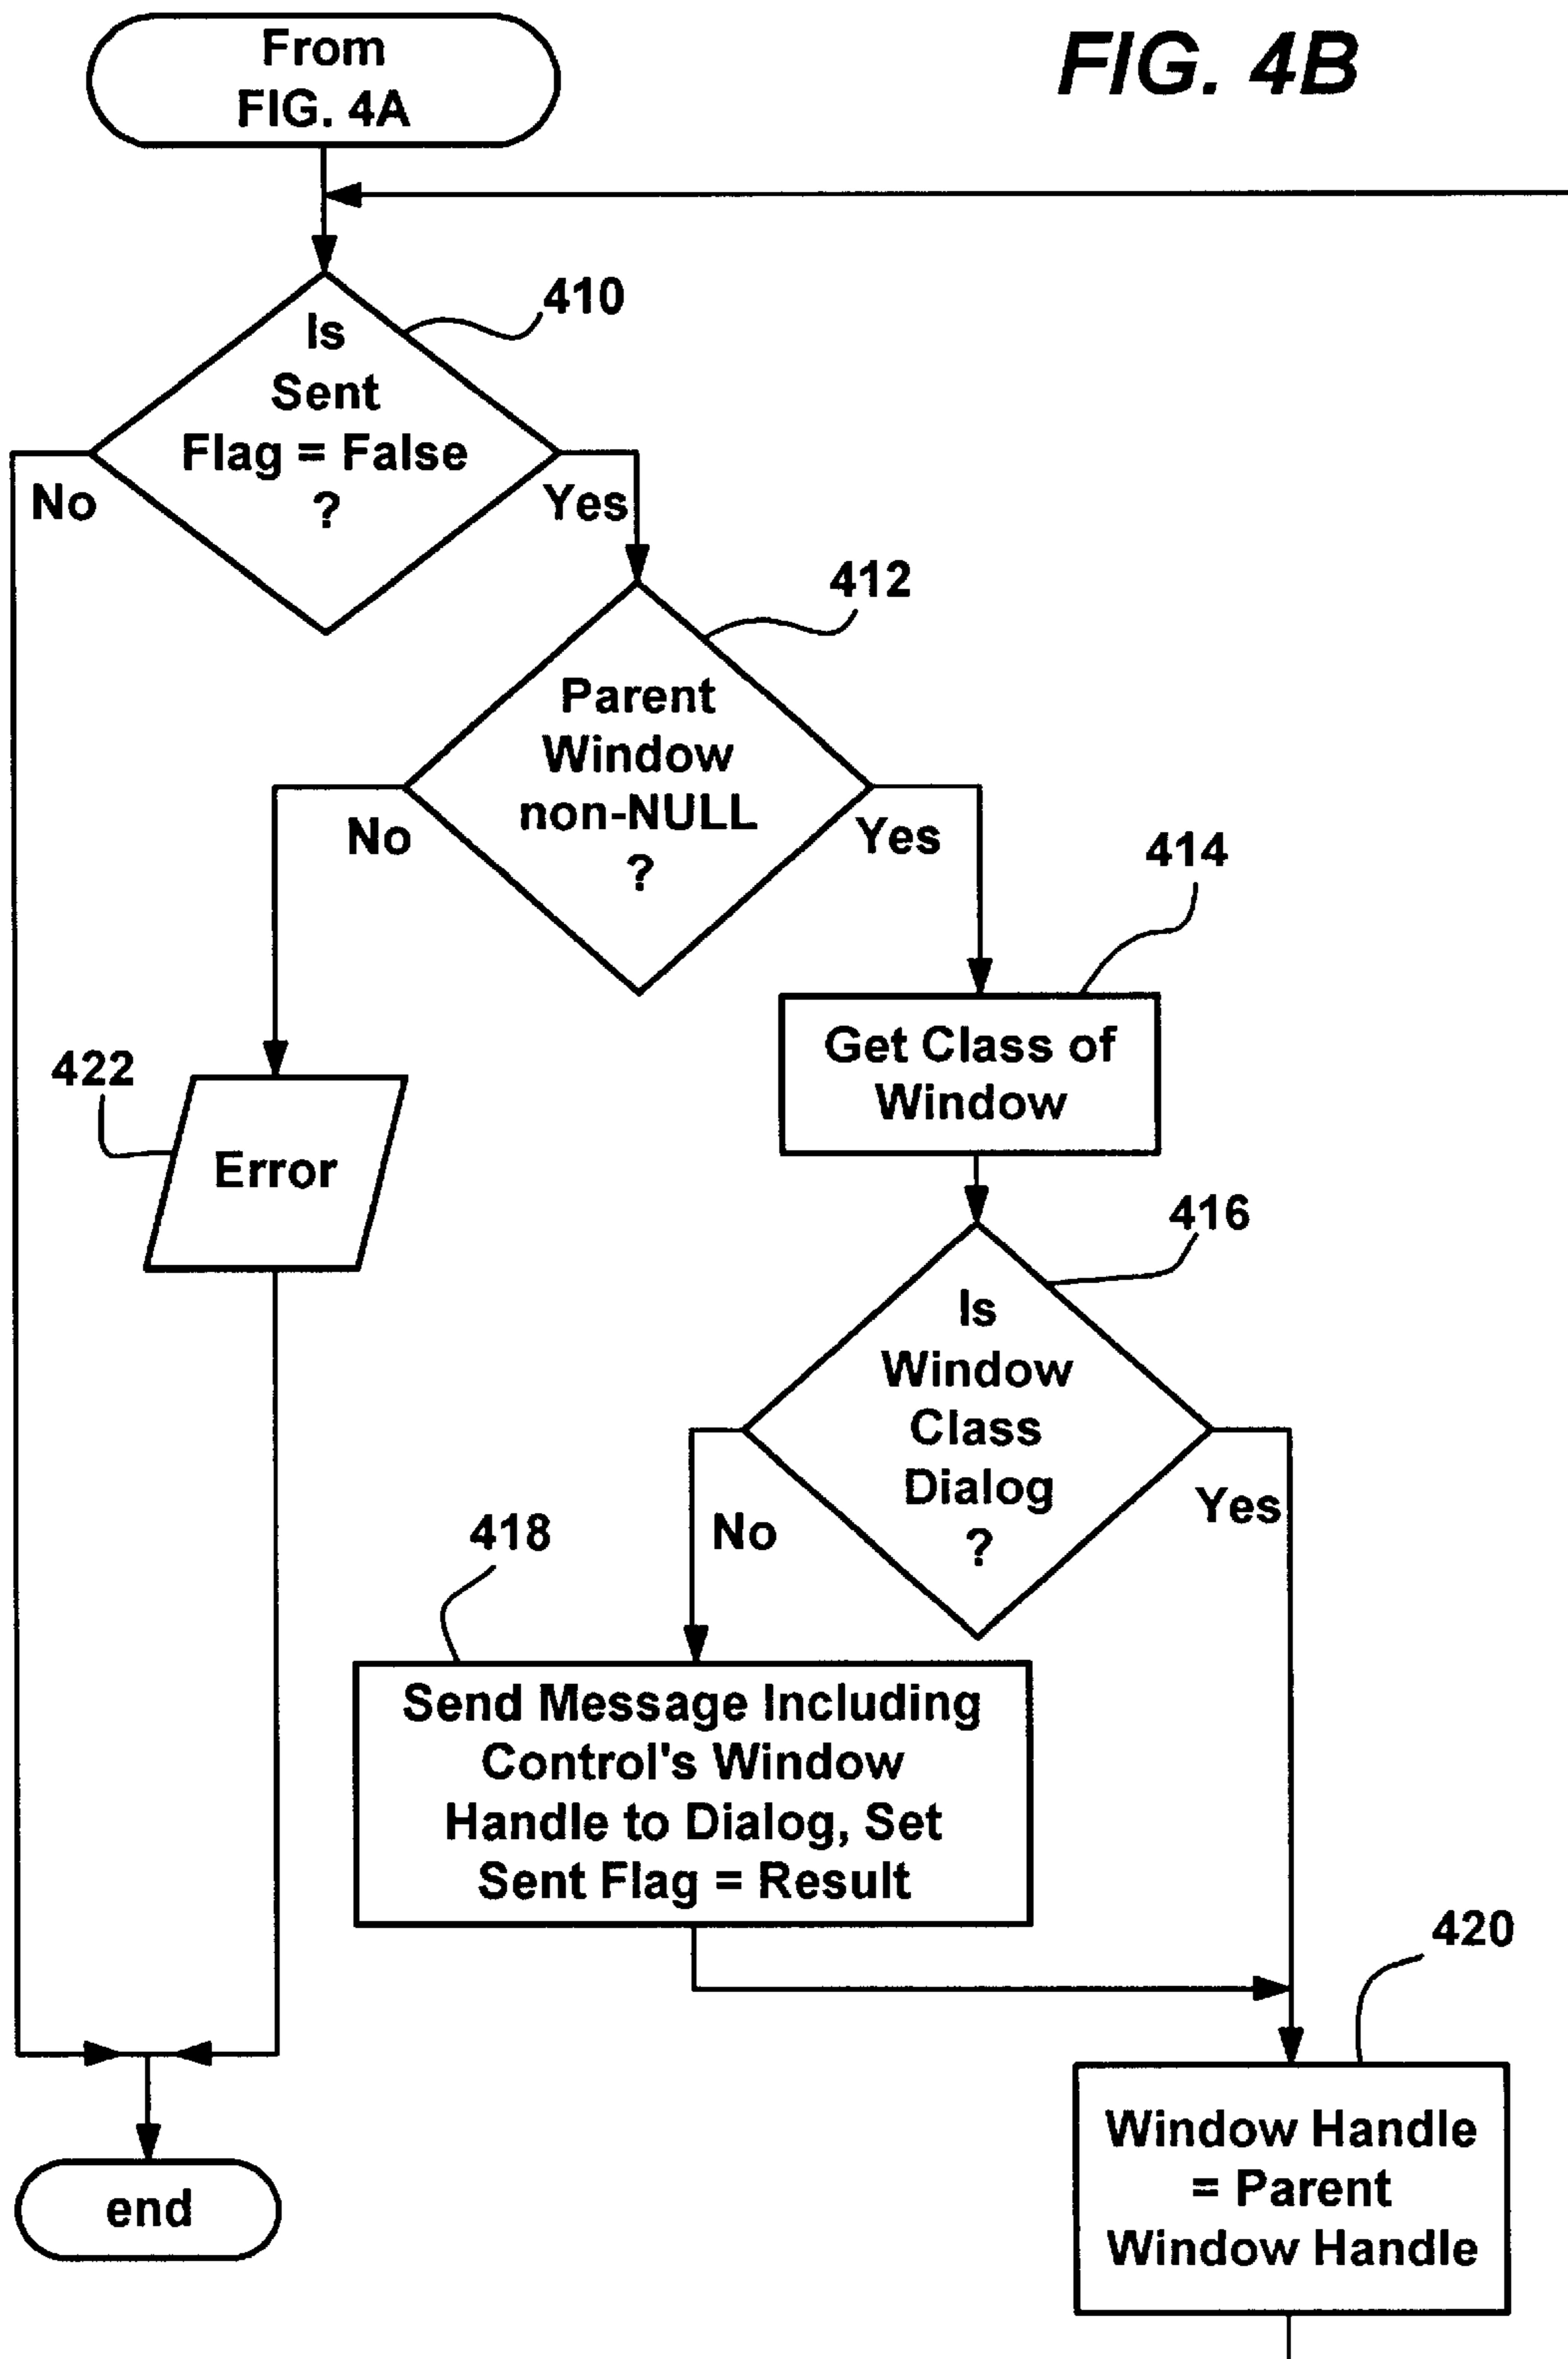 From
FIG. 4A
FIG. 4B
410
Is
Sent
Flag = False
?
No
Yes
412
Parent
Window
non-NULL
?
No
Yes
414
Get Class of
Window
422
Error
416
Is
Window
Class
Dialog
?
No
Yes
418
Send Message Including
Control's Window
Handle to Dialog, Set
Sent Flag = Result
420
Window Handle
= Parent
Window Handle
end